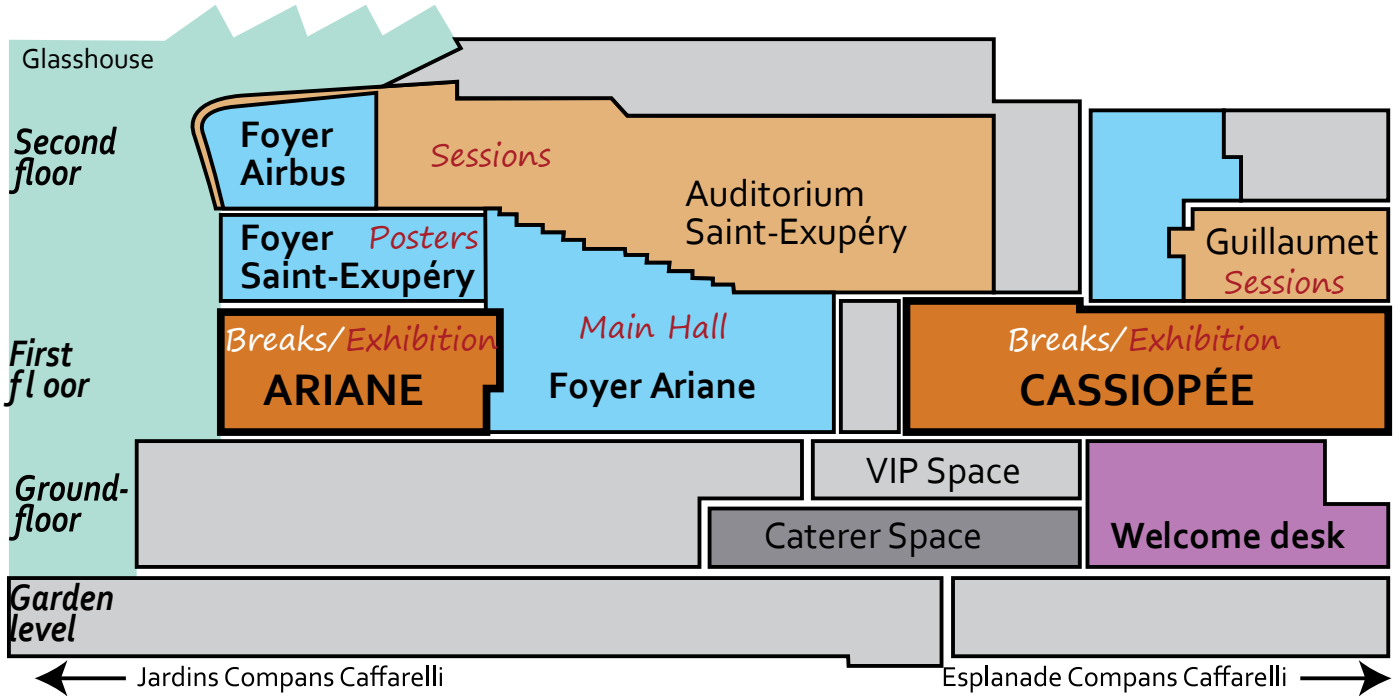 Glasshouse
Second
floor
Foyer
Airbus
Sessions
Auditorium
Saint-Exupéry
Foyer Posters
Saint-Exupéry
Guillaumet
Sessions
First
fl oor
Breaks/Exhibition
ARIANE
Main Hall
Foyer Ariane
Breaks/Exhibition
CASSIOPÉE
Ground-
floor
VIP Space
Caterer Space
Welcome desk
Garden
level
Jardins Compans Caffarelli
Esplanade Compans Caffarelli